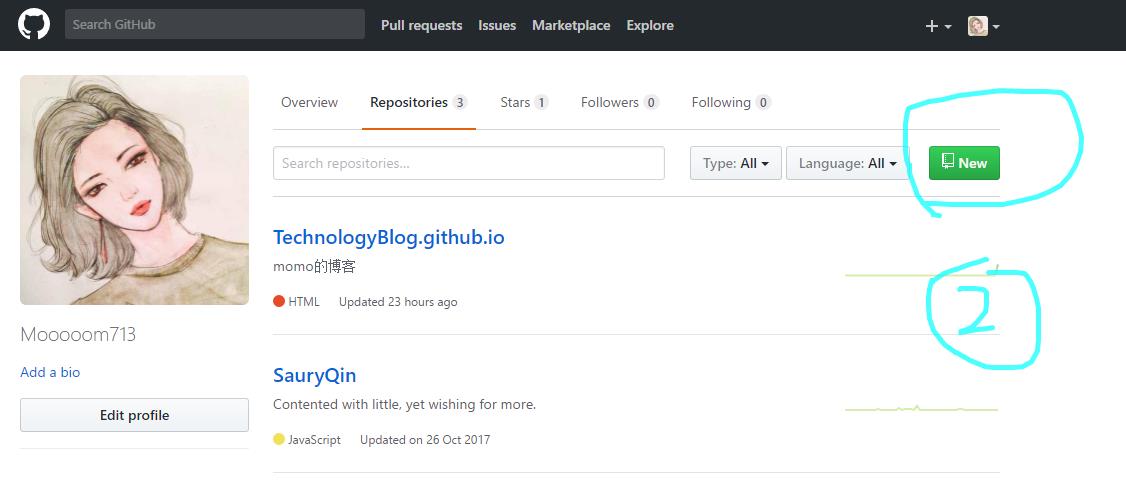 Search GitHub Pull requests Issues Marketplace Explore
Overview Repositories 3 Stars 1 Followers 0 Following 0
Search repositories... Type: All Language: All New
TechnologyBlog.github.io
momo的博客
HTML Updated 23 hours ago
2
Mooooom713
Add a bio
Edit profile
SauryQin
Contented with little, yet wishing for more.
JavaScript Updated on 26 Oct 2017